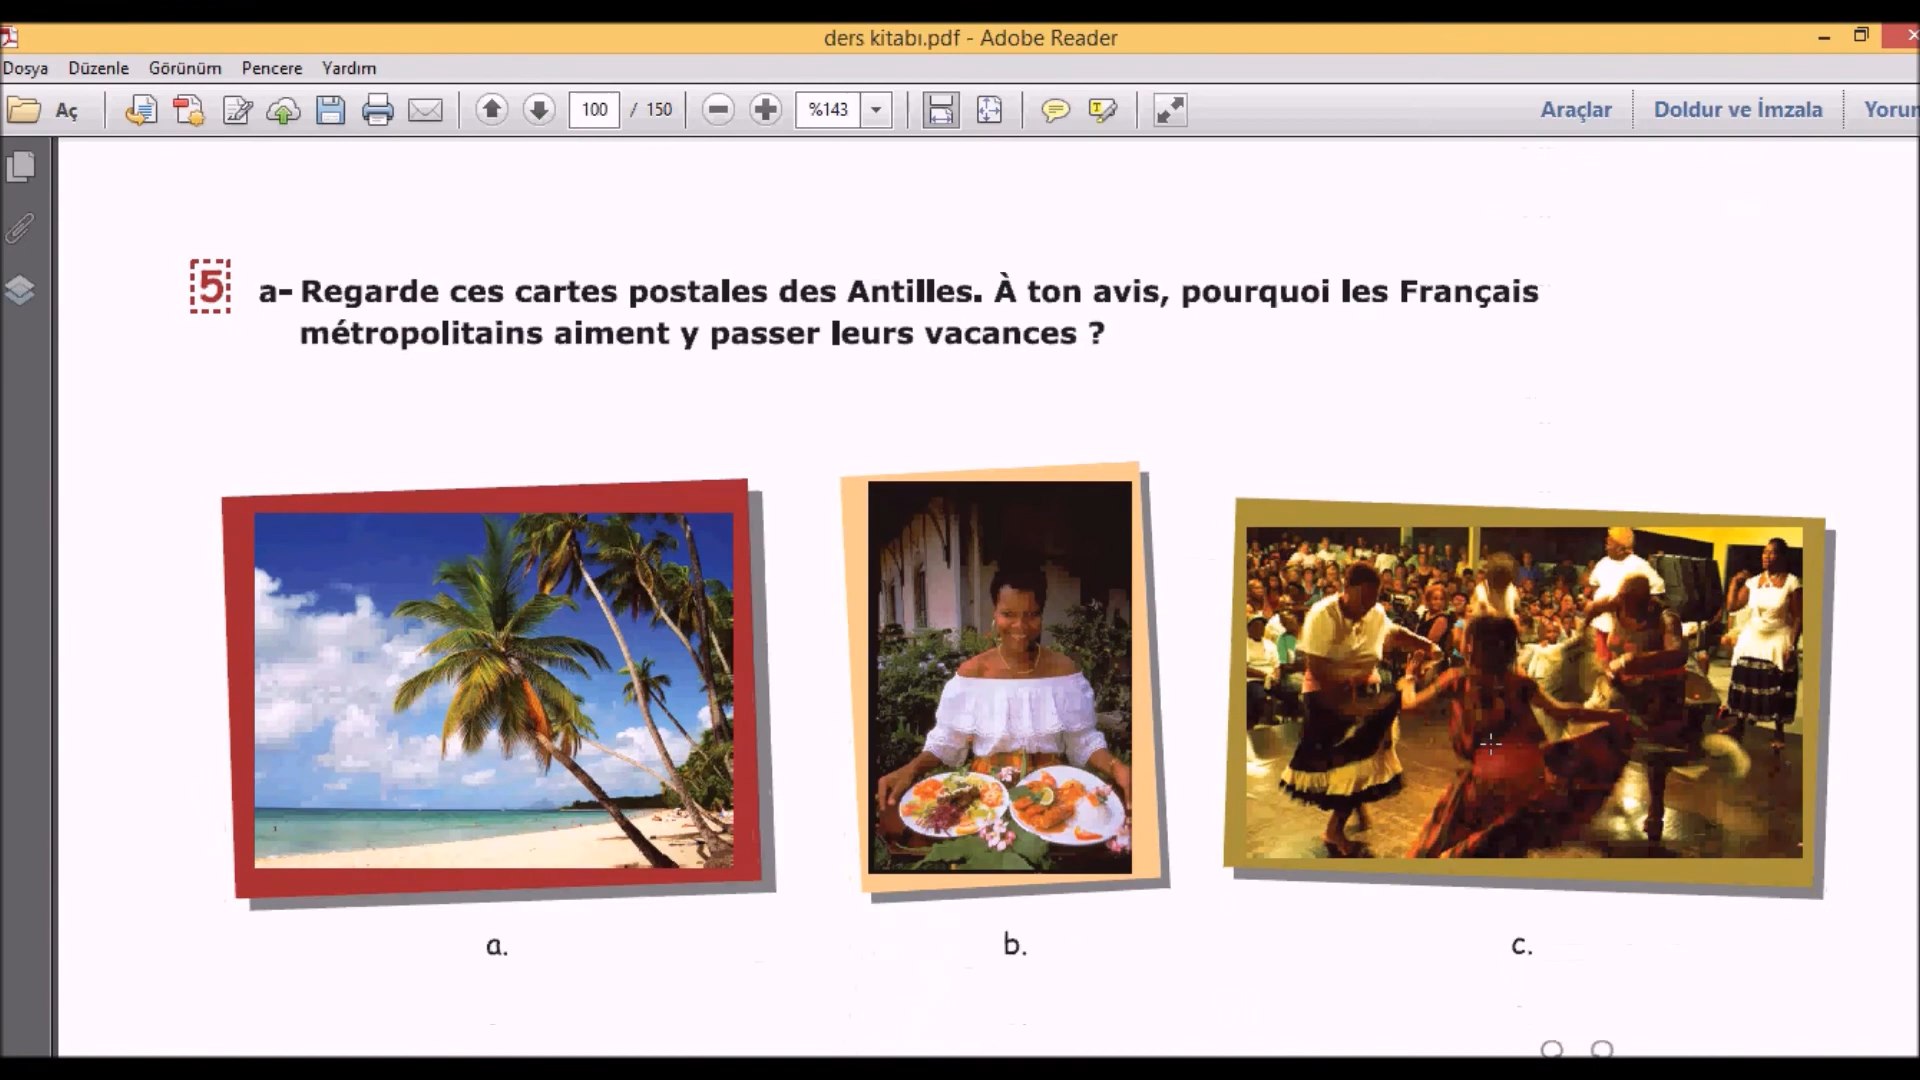 ders kitabı.pdf - Adobe Reader
Dosya Düzenle Görünüm Pencere Yardım
Aç 100 / 150 %143 Araçlar Doldur ve İmzala
5 a- Regarde ces cartes postales des Antilles. À ton avis, pourquoi les Français
métropolitains aiment y passer leurs vacances ?
a. b. c.